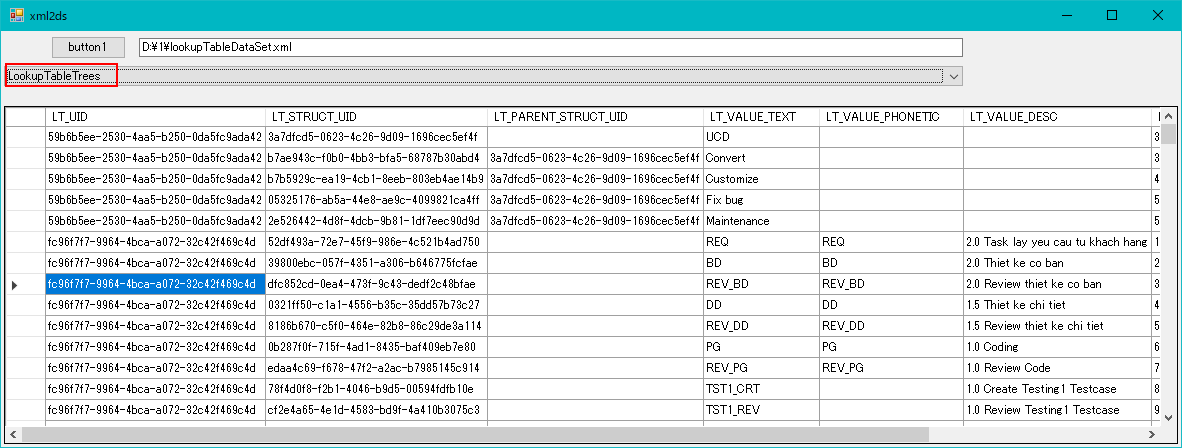 xml2ds
button1 D:¥1¥lookupTableDataSet.xml
LookupTableTrees
LT_UID LT_STRUCT_UID LT_PARENT_STRUCT_UID LT_VALUE_TEXT LT_VALUE_PHONETIC LT_VALUE_DESC
59b6b5ee-2530-4aa5-b250-0da5fc9ada42 3a7dfcd5-0623-4c26-9d09-1696cec5ef4f UCD 3
59b6b5ee-2530-4aa5-b250-0da5fc9ada42 b7ae943c-f0b0-4bb3-bfa5-68787b30abd4 3a7dfcd5-0623-4c26-9d09-1696cec5ef4f Convert 3
59b6b5ee-2530-4aa5-b250-0da5fc9ada42 b7b5929c-ea19-4cb1-8eeb-803eb4ae14b9 3a7dfcd5-0623-4c26-9d09-1696cec5ef4f Customize 4
59b6b5ee-2530-4aa5-b250-0da5fc9ada42 05325176-ab5a-44e8-ae9c-4099821ca4ff 3a7dfcd5-0623-4c26-9d09-1696cec5ef4f Fix bug 5
59b6b5ee-2530-4aa5-b250-0da5fc9ada42 2e526442-4d8f-4dcb-9b81-1df7eec90d9d 3a7dfcd5-0623-4c26-9d09-1696cec5ef4f Maintenance 5
fc96f7f7-9964-4bca-a072-32c42f469c4d 52df493a-72e7-45f9-986e-4c521b4ad750 REQ REQ 2.0 Task lay yeu cau tu khach hang 1
fc96f7f7-9964-4bca-a072-32c42f469c4d 39800ebc-057f-4351-a306-b646775fcfae BD BD 2.0 Thiet ke co ban 2
fc96f7f7-9964-4bca-a072-32c42f469c4d dfc852cd-0ea4-473f-9c43-dedf2c48bfae REV_BD REV_BD 2.0 Review thiet ke co ban 3
fc96f7f7-9964-4bca-a072-32c42f469c4d 0321ff50-c1a1-4556-b35c-35dd57b73c27 DD DD 1.5 Thiet ke chi tiet 4
fc96f7f7-9964-4bca-a072-32c42f469c4d 8186b670-c5f0-464e-82b8-86c29de3a114 REV_DD REV_DD 1.5 Review thiet ke chi tiet 5
fc96f7f7-9964-4bca-a072-32c42f469c4d 0b287f0f-715f-4ad1-8435-baf409eb7e80 PG PG 1.0 Coding 6
fc96f7f7-9964-4bca-a072-32c42f469c4d edaa4c69-f678-47f2-a2ac-b7985145c914 REV_PG REV_PG 1.0 Review Code 7
fc96f7f7-9964-4bca-a072-32c42f469c4d 78f4d0f8-f2b1-4046-b9d5-00594fdfb10e TST1_CRT 1.0 Create Testing1 Testcase 8
fc96f7f7-9964-4bca-a072-32c42f469c4d cf2e4a65-4e1d-4583-bd9f-4a410b3075c3 TST1_REV 1.0 Review Testing1 Testcase 9